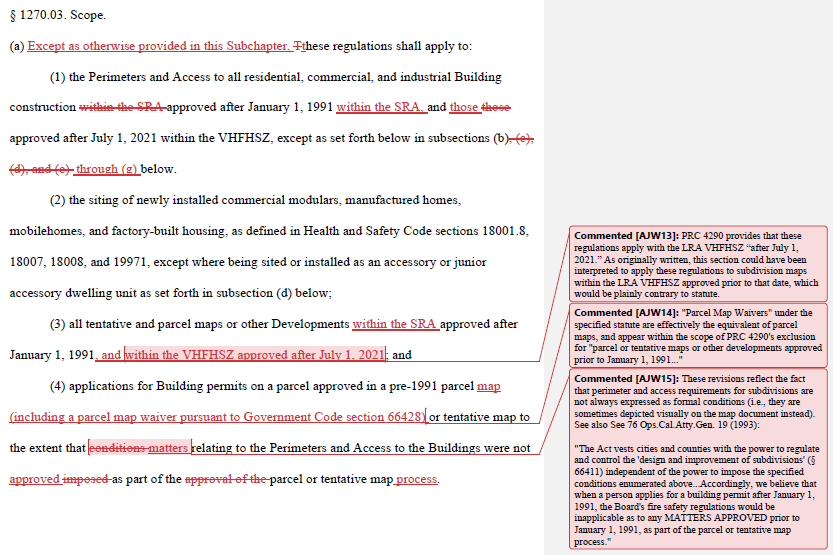 § 1270.03. Scope.
(a) Except as otherwise provided in this Subchapter, Tthese regulations shall apply to:
(1) the Perimeters and Access to all residential, commercial, and industrial Building
construction within the SRA approved after January 1, 1991 within the SRA, and those those
approved after July 1, 2021 within the VHFHSZ, except as set forth below in subsections (b), (c),
(d), and (e) through (g) below.
(2) the siting of newly installed commercial modulars, manufactured homes,
mobilehomes, and factory-built housing, as defined in Health and Safety Code sections 18001.8,
18007, 18008, and 19971, except where being sited or installed as an accessory or junior
accessory dwelling unit as set forth in subsection (d) below;
(3) all tentative and parcel maps or other Developments within the SRA approved after
January 1, 1991, and within the VHFHSZ approved after July 1, 2021; and
(4) applications for Building permits on a parcel approved in a pre-1991 parcel map
(including a parcel map waiver pursuant to Government Code section 66428) or tentative map to
the extent that conditions matters relating to the Perimeters and Access to the Buildings were not
approved imposed as part of the approval of the parcel or tentative map process.
Commented [AJW13]: PRC 4290 provides that these
regulations apply with the LRA VHFHSZ “after July 1,
2021.” As originally written, this section could have been
interpreted to apply these regulations to subdivision maps
within the LRA VHFHSZ approved prior to that date, which
would be plainly contrary to statute.
Commented [AJW14]: "Parcel Map Waivers" under the
specified statute are effectively the equivalent of parcel
maps, and appear within the scope of PRC 4290's exclusion
for "parcel or tentative maps or other developments approved
prior to January 1, 1991..."
Commented [AJW15]: These revisions reflect the fact
that perimeter and access requirements for subdivisions are
not always expressed as formal conditions (i.e., they are
sometimes depicted visually on the map document instead).
See also See 76 Ops.Cal.Atty.Gen. 19 (1993):
"The Act vests cities and counties with the power to regulate
and control the 'design and improvement of subdivisions' (§
66411) independent of the power to impose the specified
conditions enumerated above...Accordingly, we believe that
when a person applies for a building permit after January 1,
1991, the Board's fire safety regulations would be
inapplicable as to any MATTERS APPROVED prior to
January 1, 1991, as part of the parcel or tentative map
process."